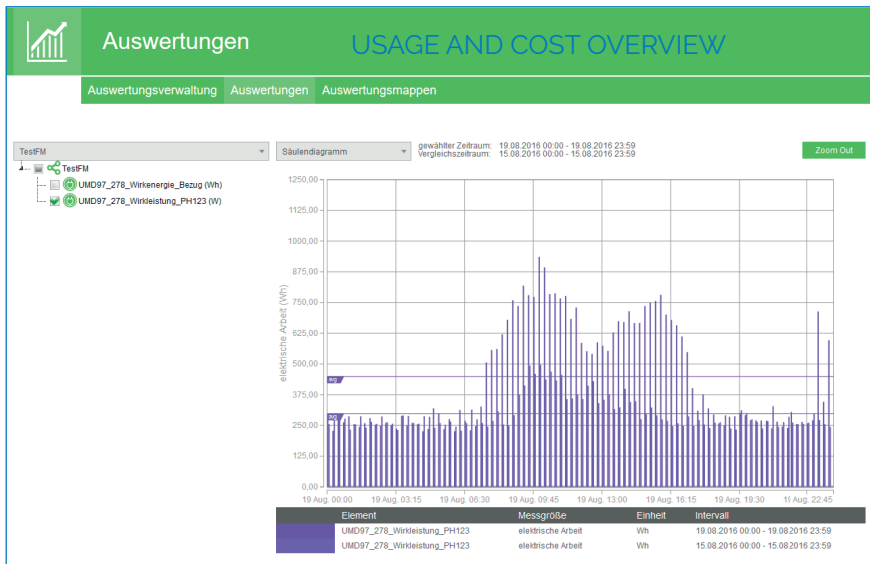 Auswertungen
USAGE AND COST OVERVIEW
Auswertungsverwaltung Auswertungen Auswertungsmappen
TestFM
Säulendiagramm
gewählter Zeitraum: 19.08.2016 00:00 - 19.08.2016 23:59
Vergleichszeitraum: 15.08.2016 00:00 - 15.08.2016 23:59
Zoom Out
TestFM
UMD97_278_Wirkenergie_Bezug (Wh)
UMD97_278_Wirkleistung_PH123 (W)
elektrische Arbeit (Wh)
1250,00
1125,00
1000,00
875,00
750,00
625,00
500,00
375,00
250,00
125,00
0,00
avg
avg
19 Aug. 00:00 19 Aug. 03:15 19 Aug. 06:30 19 Aug. 09:45 19 Aug. 13:00 19 Aug. 16:15 19 Aug. 19:30 Aug. 22:45
Element Messgröße Einheit Intervall
UMD97_278_Wirkleistung_PH123 elektrische Arbeit Wh 19.08.2016 00:00 - 19.08.2016 23:59
UMD97_278_Wirkleistung_PH123 elektrische Arbeit Wh 15.08.2016 00:00 - 15.08.2016 23:59